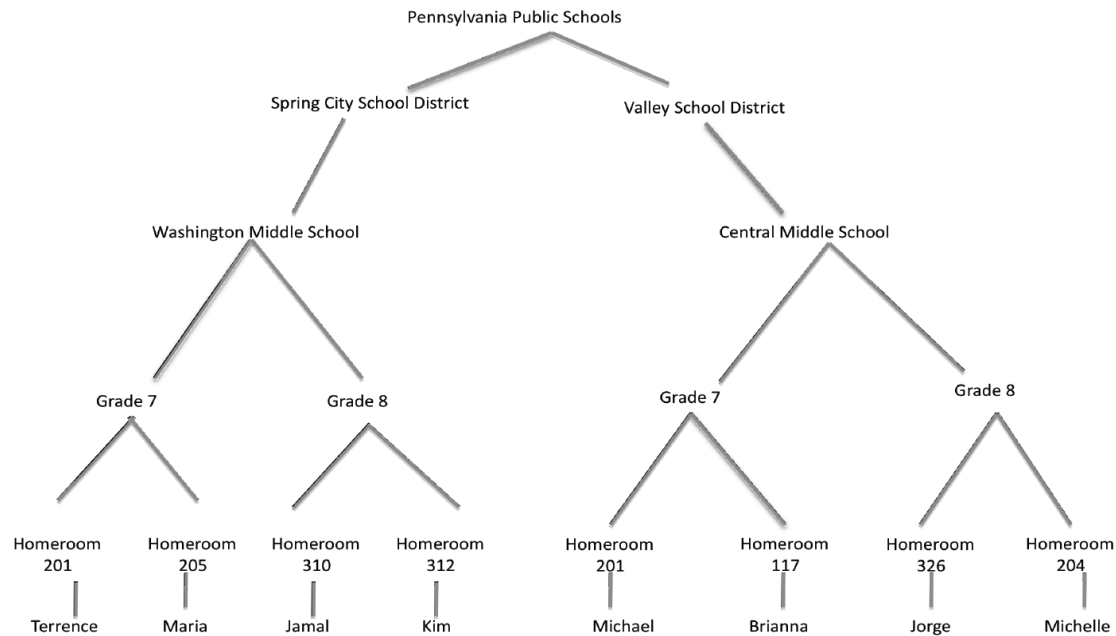 Pennsylvania Public Schools
Spring City School District
Valley School District
Washington Middle School
Central Middle School
Grade 7
Grade 8
Grade 7
Grade 8
Homeroom
201
Homeroom
205
Homeroom
310
Homeroom
312
Homeroom
201
Homeroom
117
Homeroom
326
Homeroom
204
Terrence
Maria
Jamal
Kim
Michael
Brianna
Jorge
Michelle